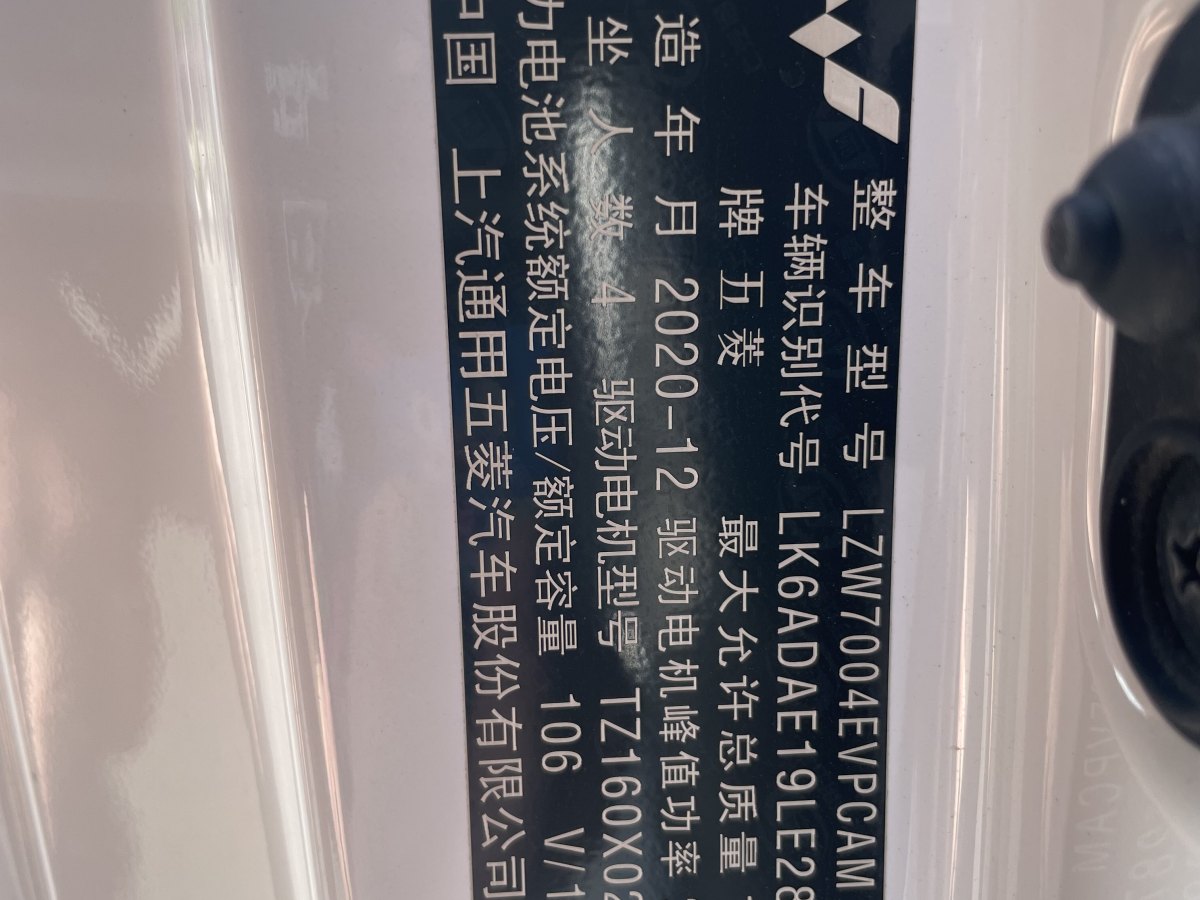 整车型号 LZW7004EVPCAM
车辆识别代号 LK6ADAE19LE28
牌 五菱 最大允许总质量
造年月 2020-12 驱动电机峰值功率
坐人数 4 驱动电机型号 TZ160X02
力电池系统额定电压/额定容量 106 V/1
中国 上汽通用五菱汽车股份有限公司